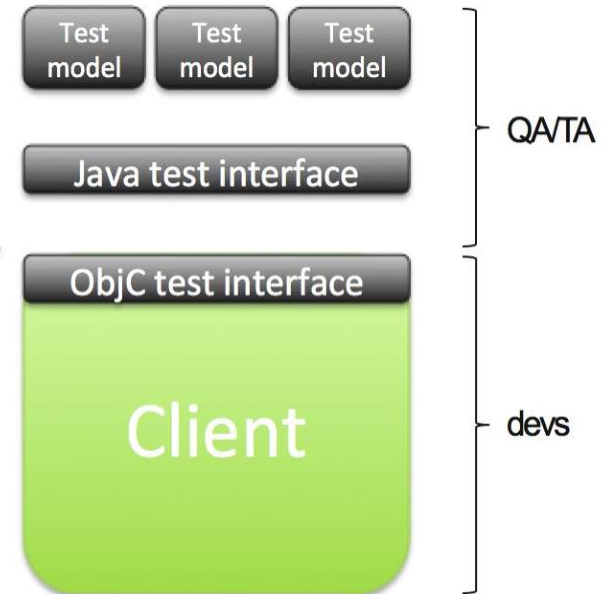 Test
model
Test
model
Test
model
QA/TA
Java test interface
ObjC test interface
Client
devs